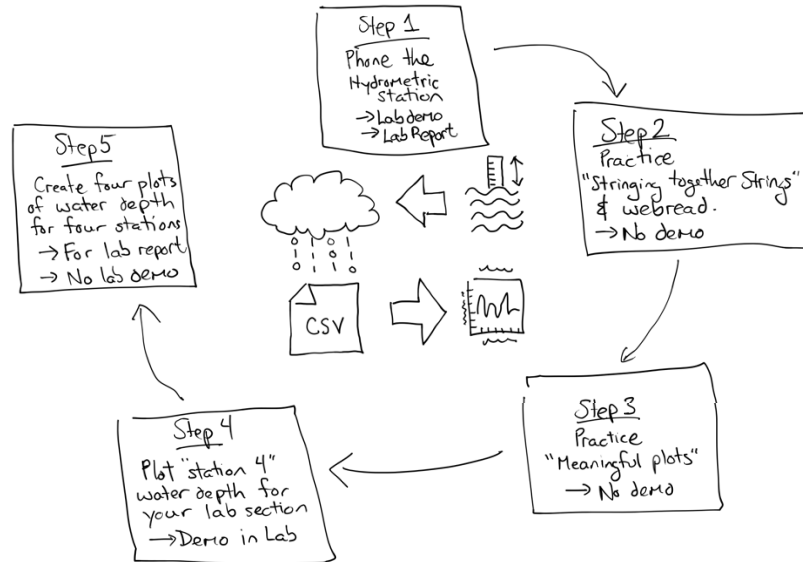 Step 1
Phone the
Hydrometric
station
→ Lab demo
→ Lab Report
Step 2
Practice
"Stringing together Strings"
& webread.
→ No demo
Step 3
Practice
"Meaningful plots"
→ No demo
Step 4
Plot "station 4"
water depth for
your lab section
→ Demo in Lab
Step 5
Create four plots
of water depth
for four stations
→ For lab report
→ No lab demo
CSV